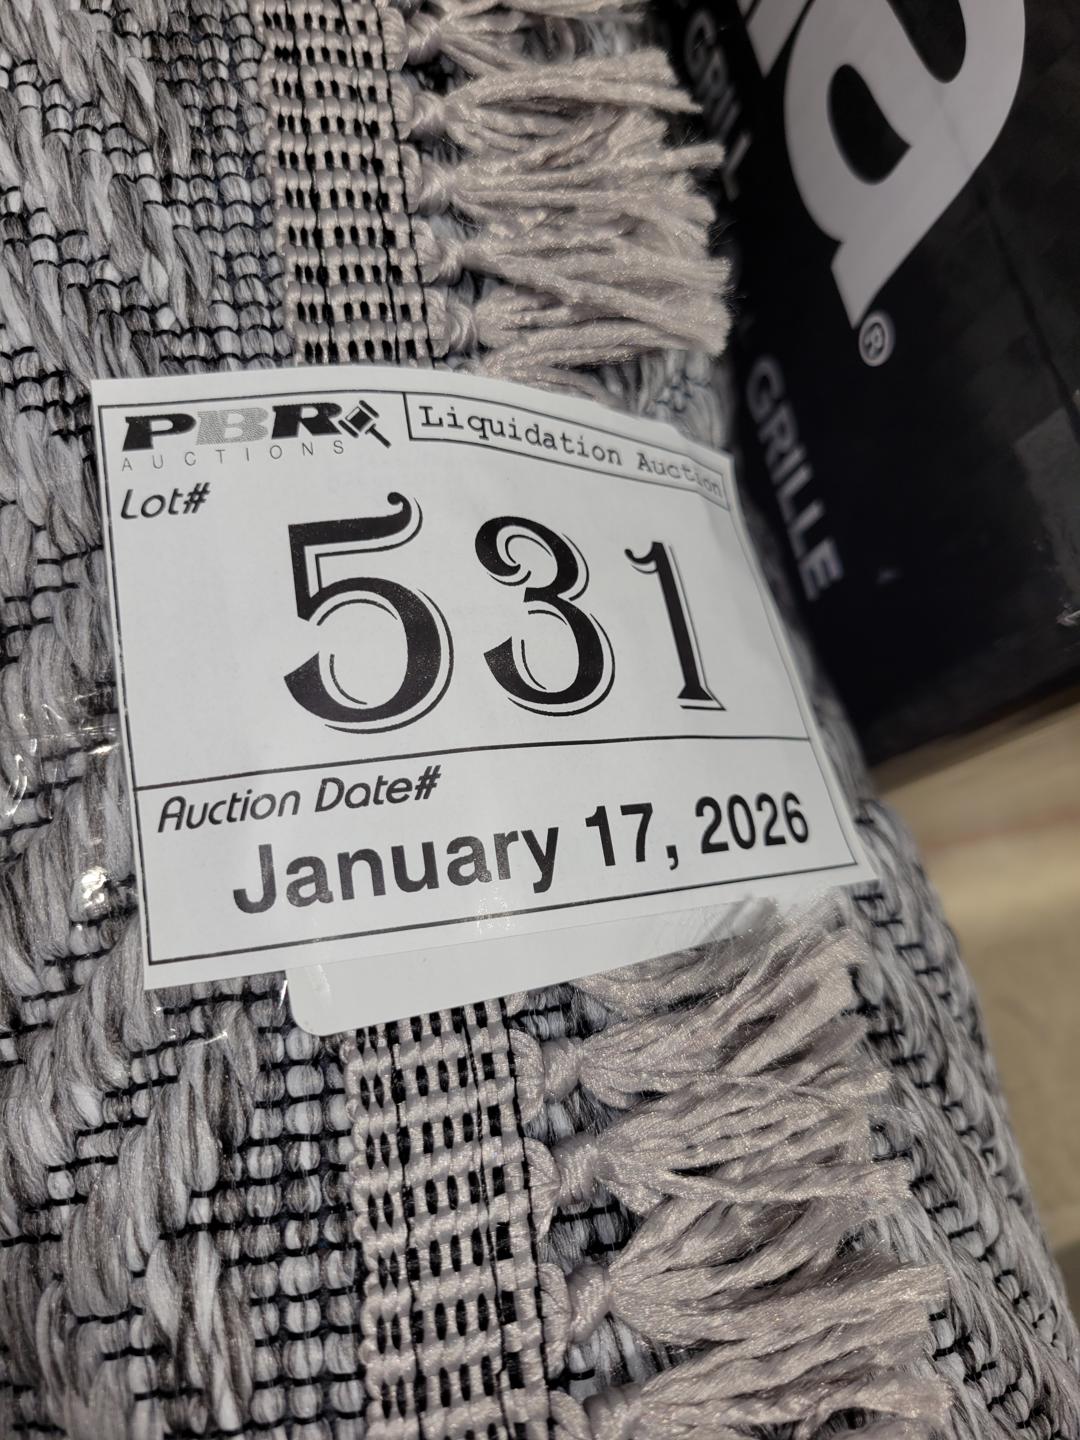 GRILL
GRILLE
®
PBR
AUCTIONS
Liquidation Auction
Lot#
531
Auction Date#
January 17, 2026